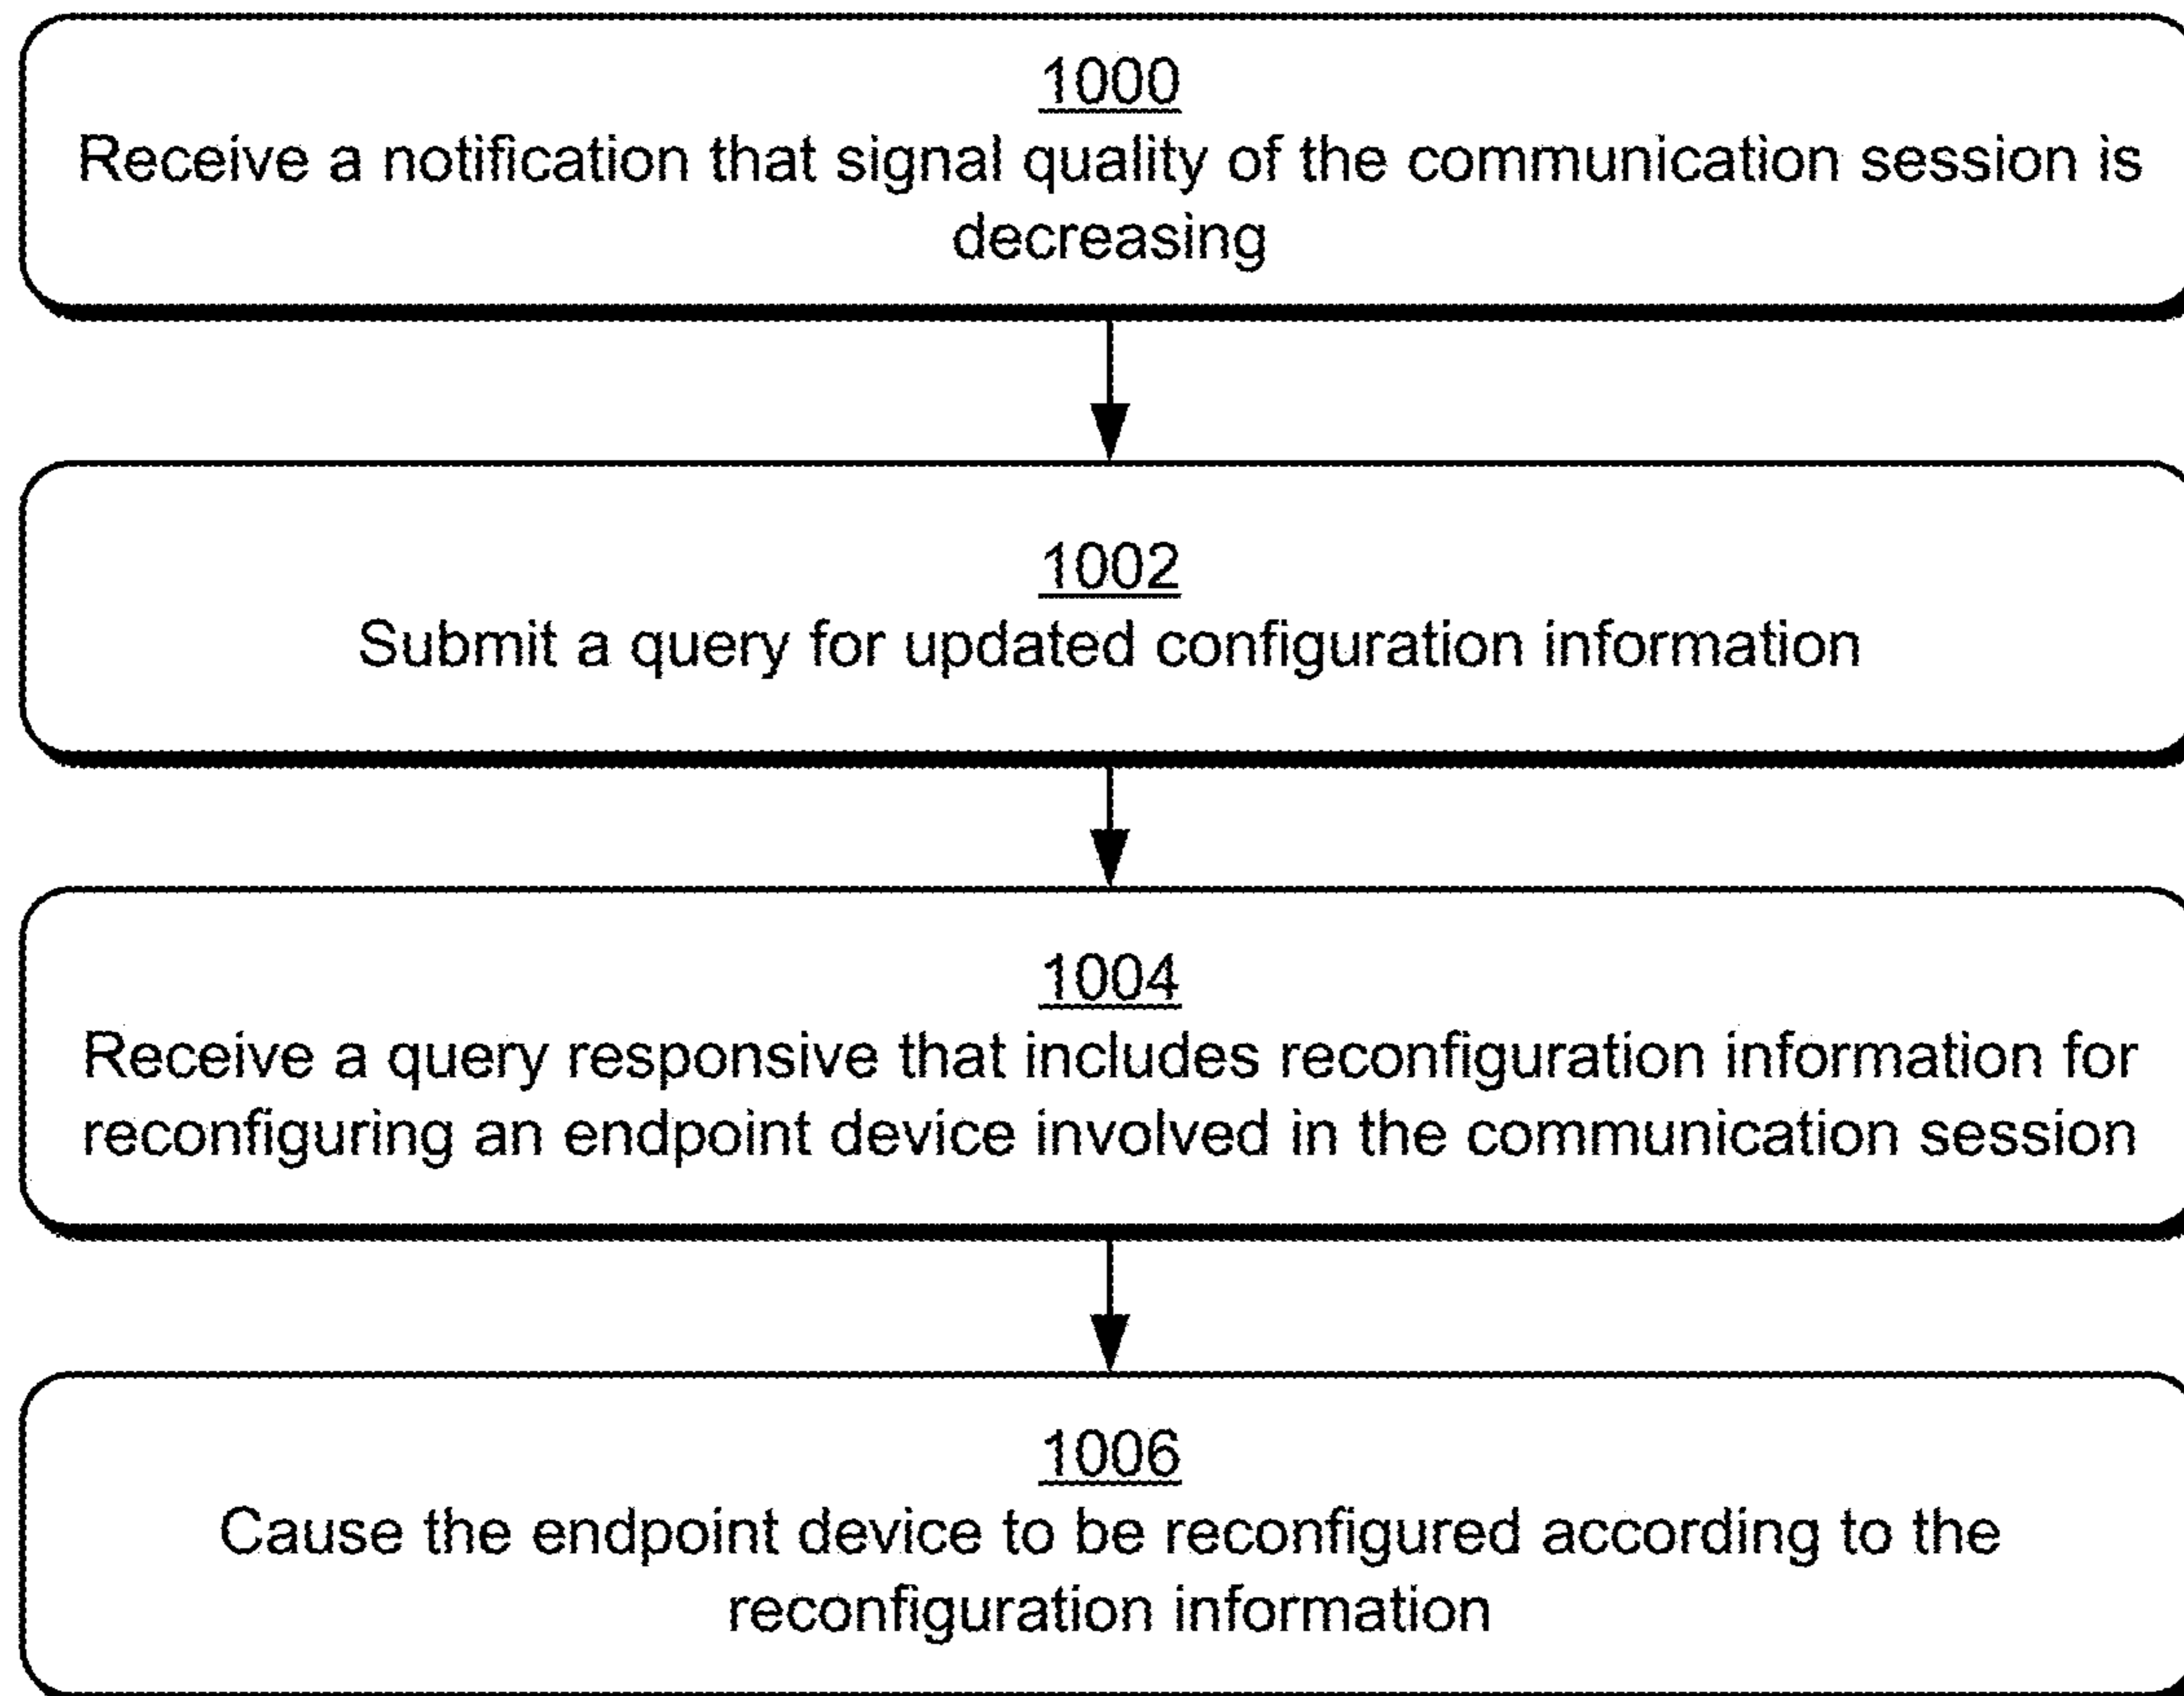 1000
Receive a notification that signal quality of the communication session is
decreasing
1002
Submit a query for updated configuration information
1004
Receive a query responsive that includes reconfiguration information for
reconfiguring an endpoint device involved in the communication session
1006
Cause the endpoint device to be reconfigured according to the
reconfiguration information